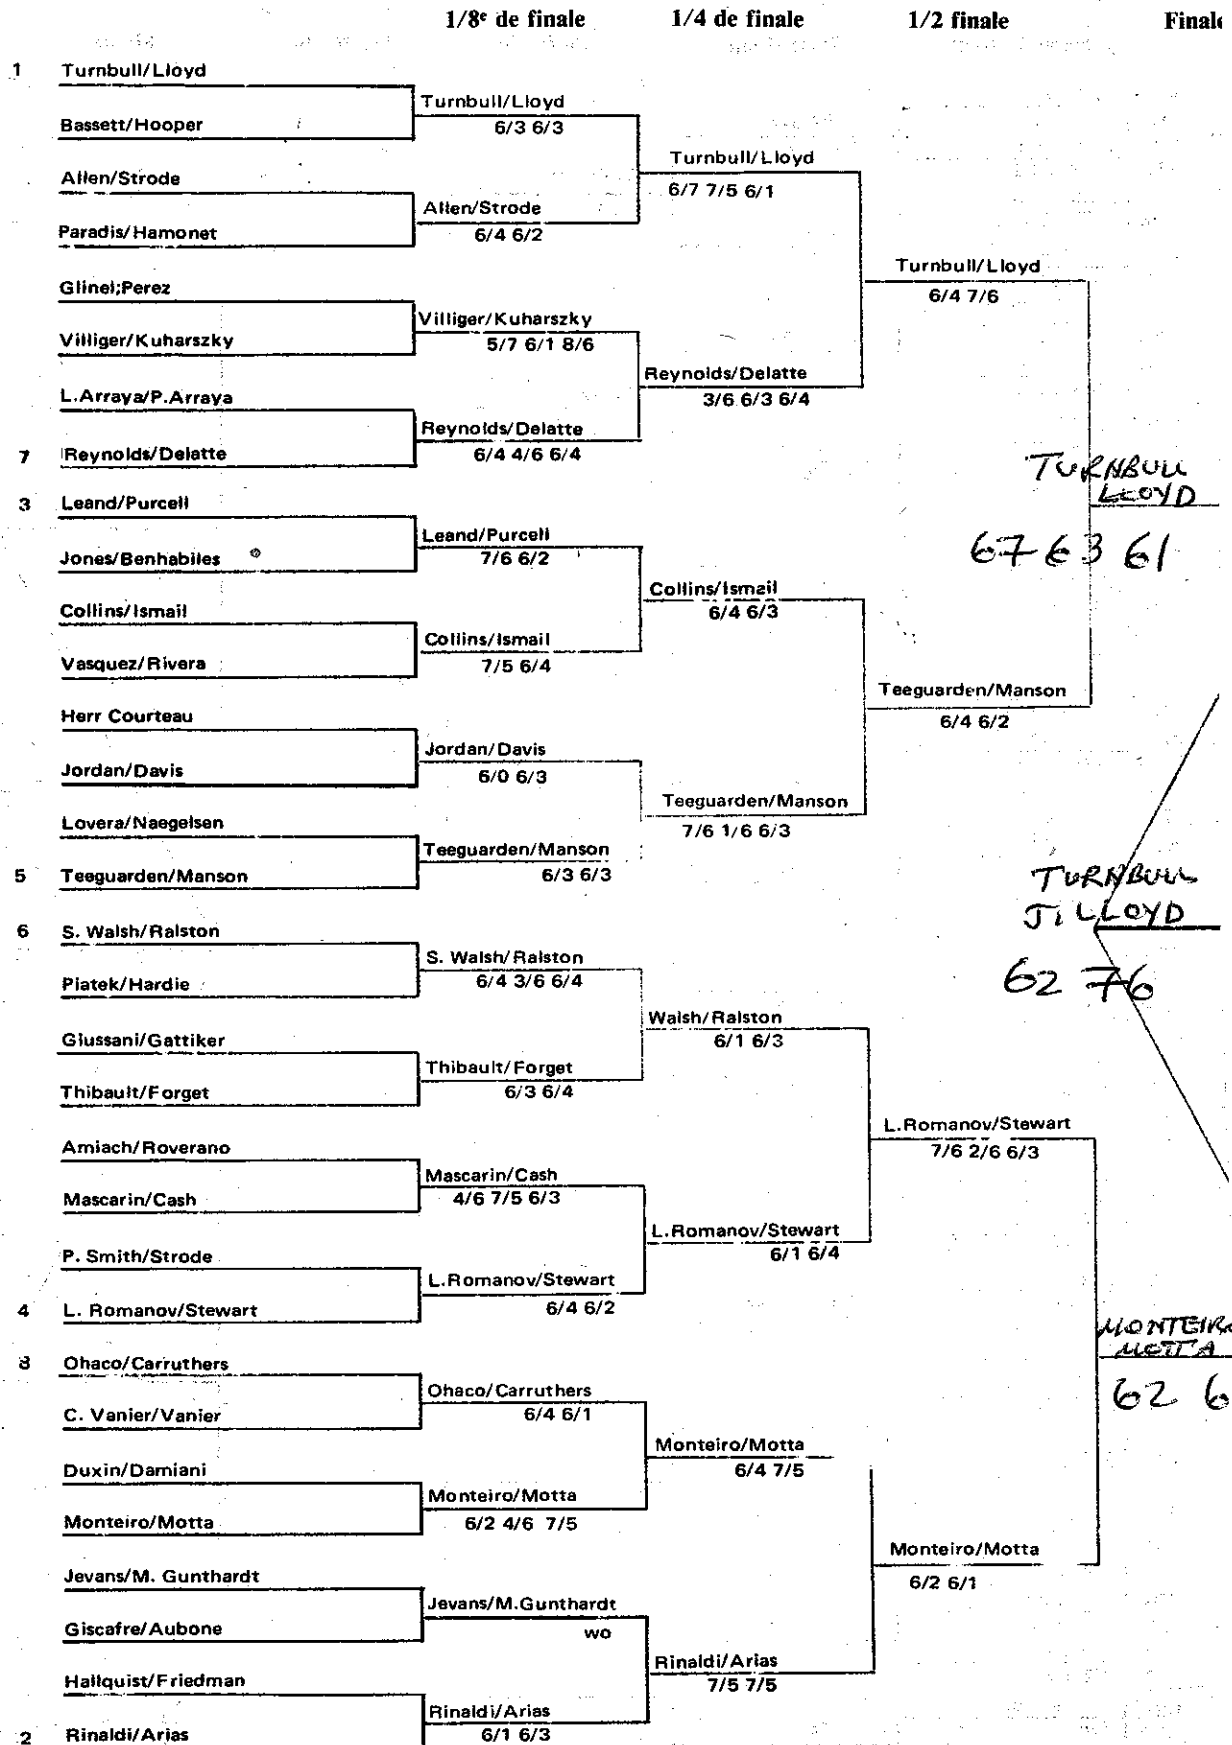 1/8e de finale
1/4 de finale
1/2 finale
Finale
1 Turnbull/Lloyd
Bassett/Hooper
Allen/Strode
Paradis/Hamonet
Glinel;Perez
Villiger/Kuharszky
L.Arraya/P.Arraya
7 Reynolds/Delatte
3 Leand/Purcell
Jones/Benhabiles
Collins/Ismail
Vasquez/Rivera
Herr Courteau
Jordan/Davis
Lovera/Naegelsen
5 Teeguarden/Manson
6 S. Walsh/Ralston
Piatek/Hardie
Giussani/Gattiker
Thibault/Forget
Amiach/Roverano
Mascarin/Cash
P. Smith/Strode
4 L. Romanov/Stewart
8 Ohaco/Carruthers
C. Vanier/Vanier
Duxin/Damiani
Monteiro/Motta
Jevans/M. Gunthardt
Giscafre/Aubone
Hallquist/Friedman
2 Rinaldi/Arias
Turnbull/Lloyd
6/3 6/3
Allen/Strode
6/4 6/2
Villiger/Kuharszky
5/7 6/1 8/6
Reynolds/Delatte
6/4 4/6 6/4
Leand/Purcell
7/6 6/2
Collins/Ismail
7/5 6/4
Jordan/Davis
6/0 6/3
Teeguarden/Manson
6/3 6/3
S. Walsh/Ralston
6/4 3/6 6/4
Thibault/Forget
6/3 6/4
Mascarin/Cash
4/6 7/5 6/3
L.Romanov/Stewart
6/4 6/2
Ohaco/Carruthers
6/4 6/1
Monteiro/Motta
6/2 4/6 7/5
Jevans/M.Gunthardt
wo
Rinaldi/Arias
6/1 6/3
Turnbull/Lloyd
6/7 7/5 6/1
Reynolds/Delatte
3/6 6/3 6/4
Collins/Ismail
6/4 6/3
Teeguarden/Manson
7/6 1/6 6/3
Walsh/Ralston
6/1 6/3
L.Romanov/Stewart
6/1 6/4
Monteiro/Motta
6/4 7/5
Rinaldi/Arias
7/5 7/5
Turnbull/Lloyd
6/4 7/6
Teeguarden/Manson
6/4 6/2
L.Romanov/Stewart
7/6 2/6 6/3
Monteiro/Motta
6/2 6/1
TURNBULL
LLOYD
67 63 61
MONTEIRO
MOTTA
62 6
TURNBULL
J. LLOYD
62 76